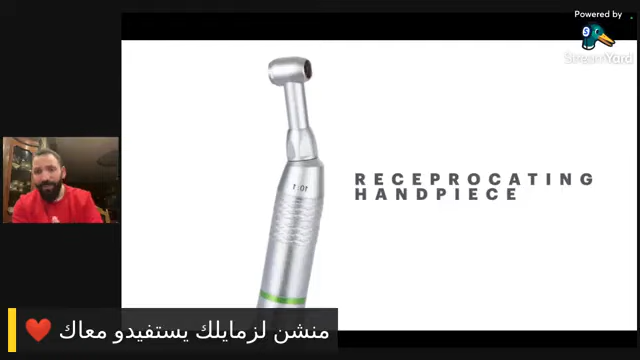 Powered by
StreamYard
RECEPROCATING
HANDPIECE
منشن لزمايلك يستفيدو معاك ❤️